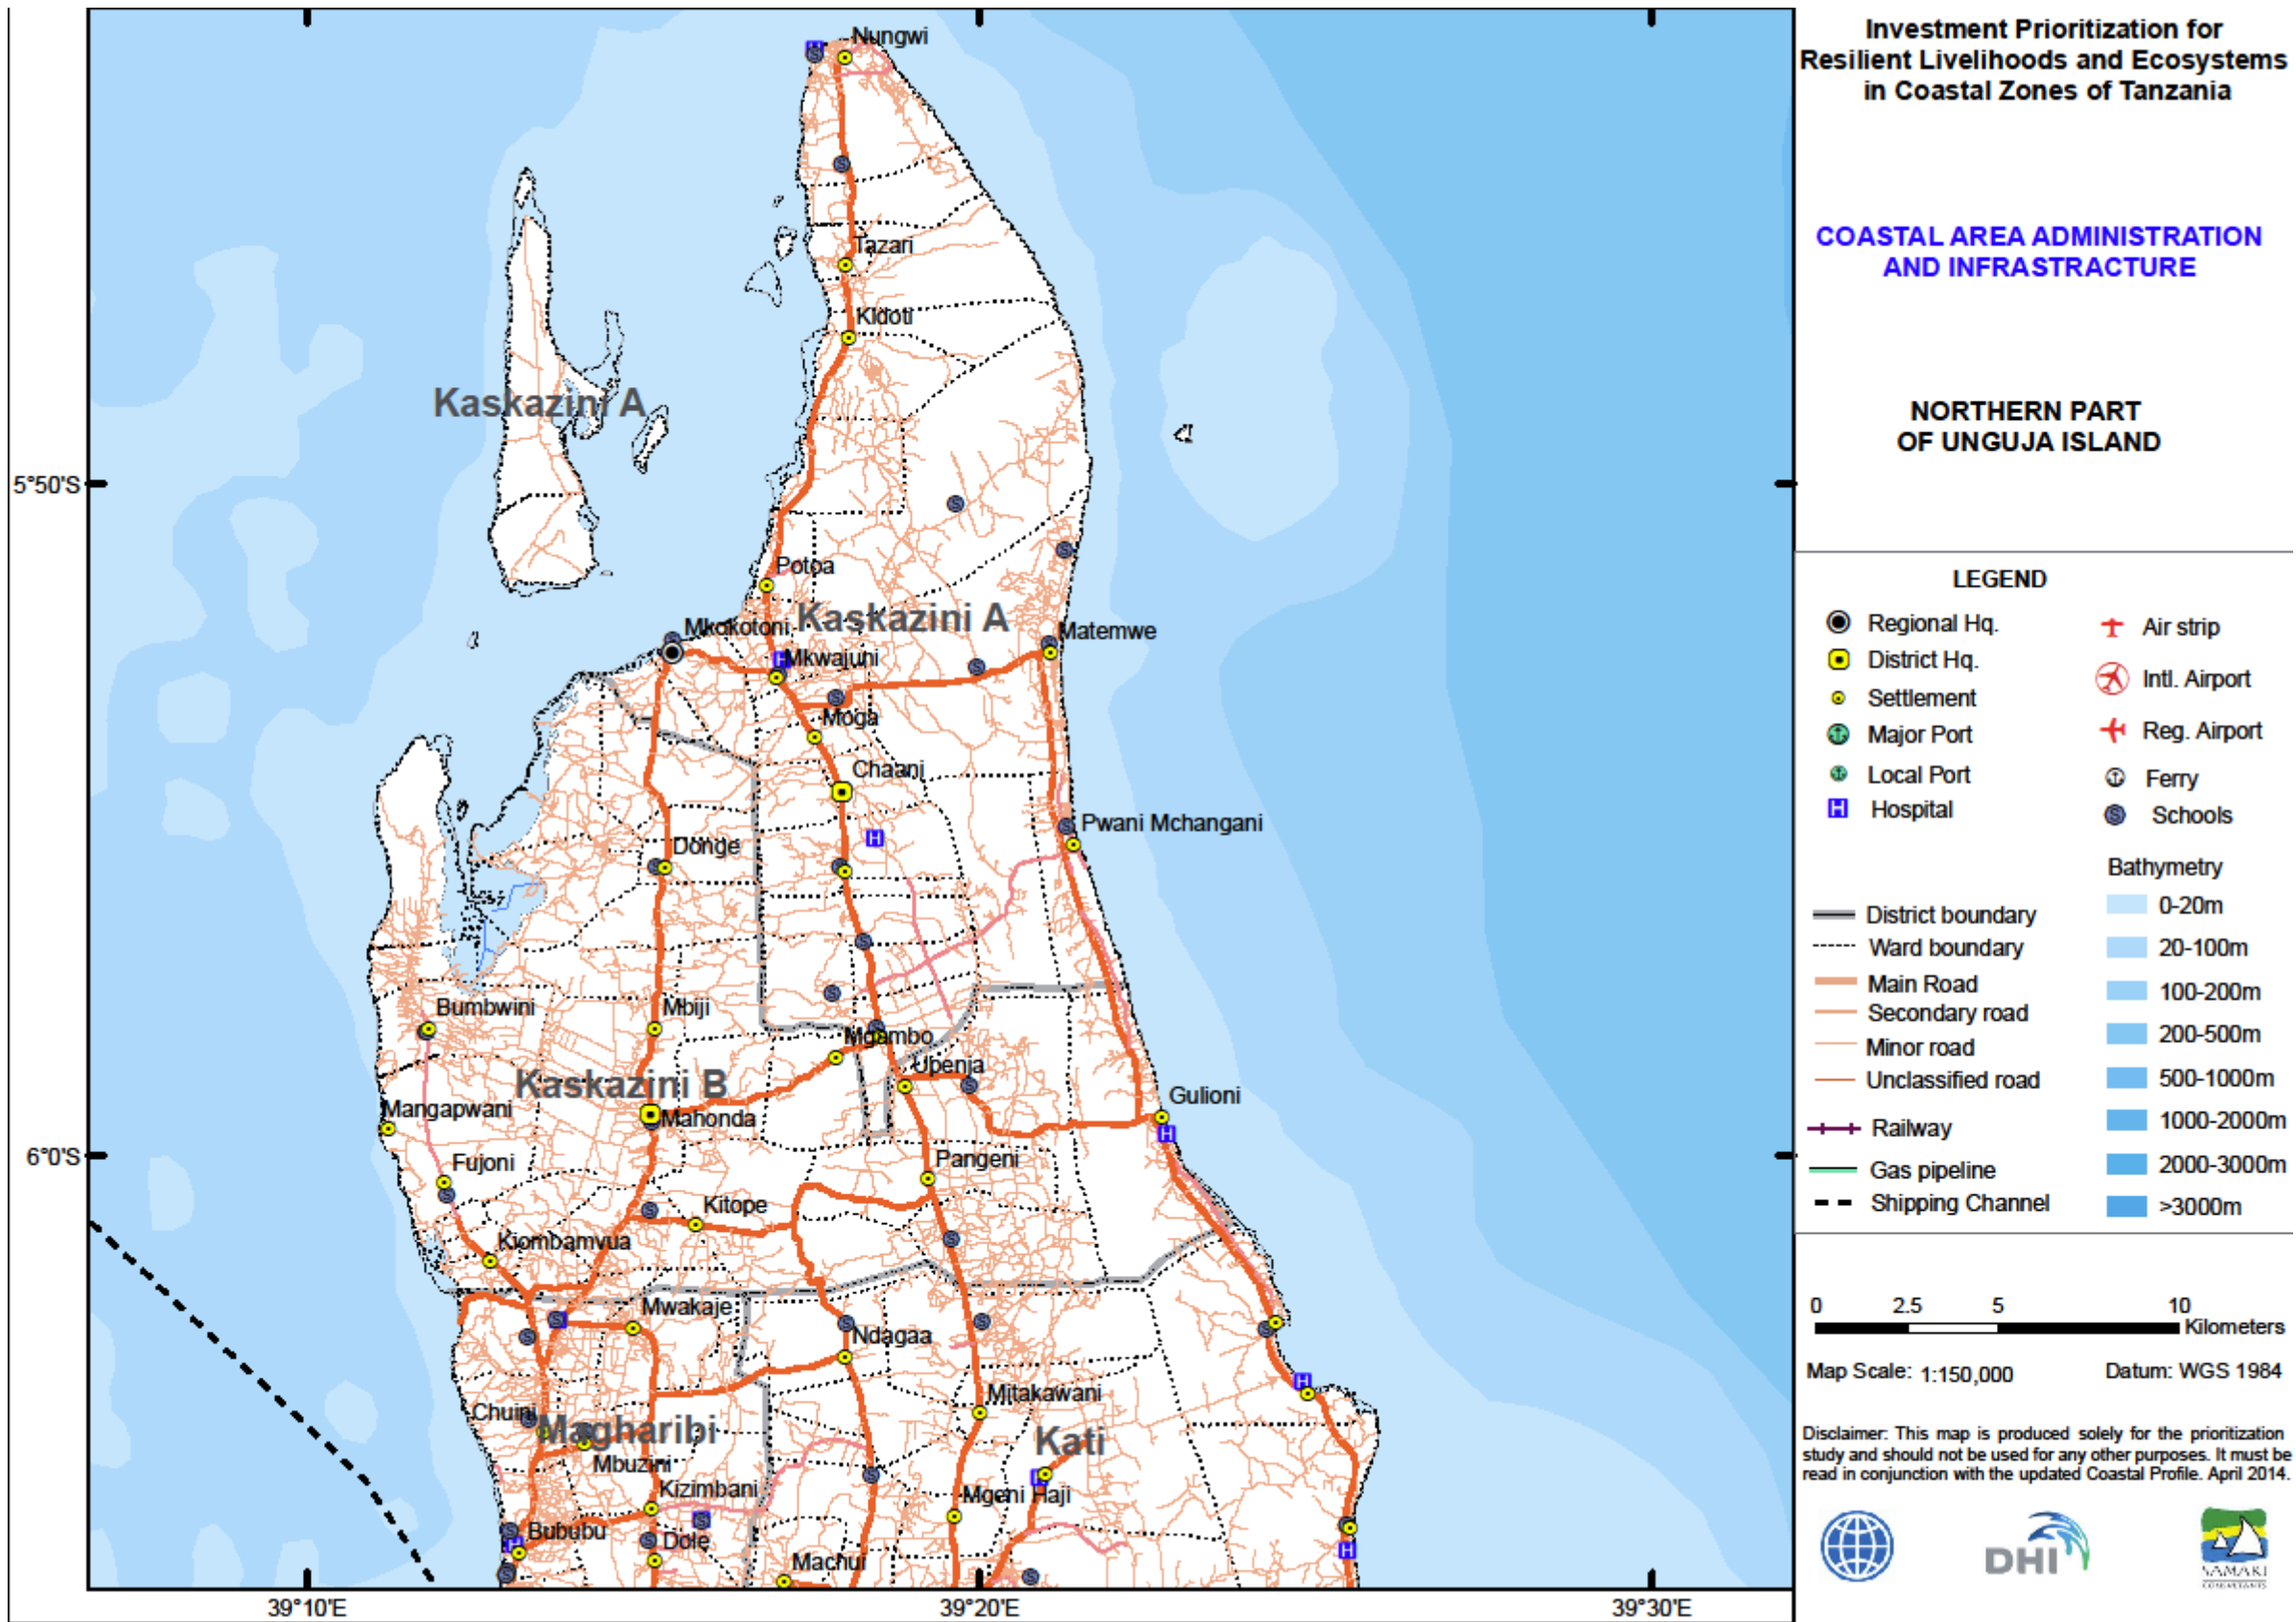 Investment Prioritization for
Resilient Livelihoods and Ecosystems
in Coastal Zones of Tanzania
COASTAL AREA ADMINISTRATION
AND INFRASTRACTURE
NORTHERN PART
OF UNGUJA ISLAND
LEGEND
Regional Hq.
District Hq.
Settlement
Major Port
Local Port
H Hospital
Air strip
Intl. Airport
Reg. Airport
Ferry
S Schools
District boundary
Ward boundary
Main Road
Secondary road
Minor road
Unclassified road
Railway
Gas pipeline
Shipping Channel
Bathymetry
0-20m
20-100m
100-200m
200-500m
500-1000m
1000-2000m
2000-3000m
>3000m
0 2.5 5 10
Kilometers
Map Scale: 1:150,000 Datum: WGS 1984
Disclaimer: This map is produced solely for the prioritization
study and should not be used for any other purposes. It must be
read in conjunction with the updated Coastal Profile. April 2014.
DHI
SAMAKI
CONSULTANTS
Nungwi
Tazari
Kidoti
Kaskazini A
5°50'S
Potoa
Kaskazini A
Mkokotoni
Matemwe
Mkwajuni
Moga
Chaani
Pwani Mchangani
Donge
Bumbwini
Mbiji
Mgambo
Upenja
Kaskazini B
Gulioni
Mangapwani
Mahonda
6°0'S
Fujoni
Pangeni
Kitope
Kiombamvua
Mwakaje
Ndagaa
Mitakawani
Chuini
Magharibi
Kati
Mbuzini
Kizimbani
Mgeni Haji
Bububu
Dole
Machui
39°10'E
39°20'E
39°30'E